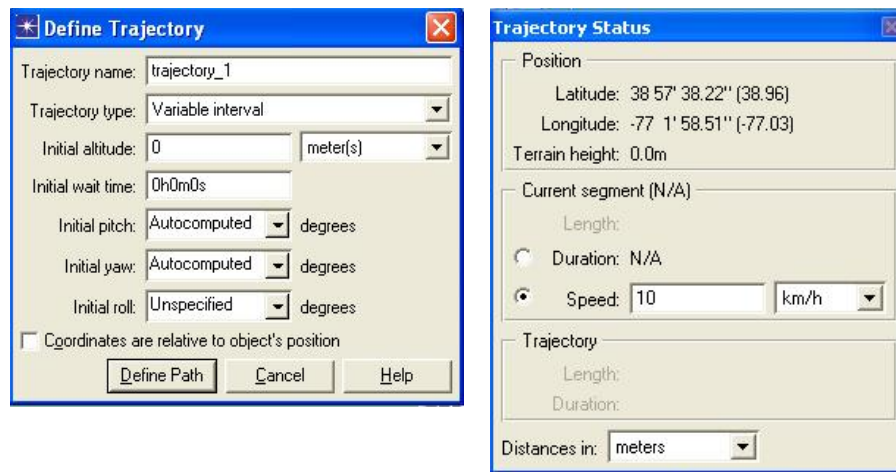 Define Trajectory
Trajectory name: trajectory_1
Trajectory type: Variable interval
Initial altitude: 0 meter(s)
Initial wait time: 0h0m0s
Initial pitch: Autocomputed degrees
Initial yaw: Autocomputed degrees
Initial roll: Unspecified degrees
Coordinates are relative to object's position
Define Path Cancel Help
Trajectory Status
Position
Latitude: 38 57' 38.22" (38.96)
Longitude: -77 1' 58.51" (-77.03)
Terrain height: 0.0m
Current segment (N/A)
Length:
Duration: N/A
Speed: 10 km/h
Trajectory
Length:
Duration:
Distances in: meters